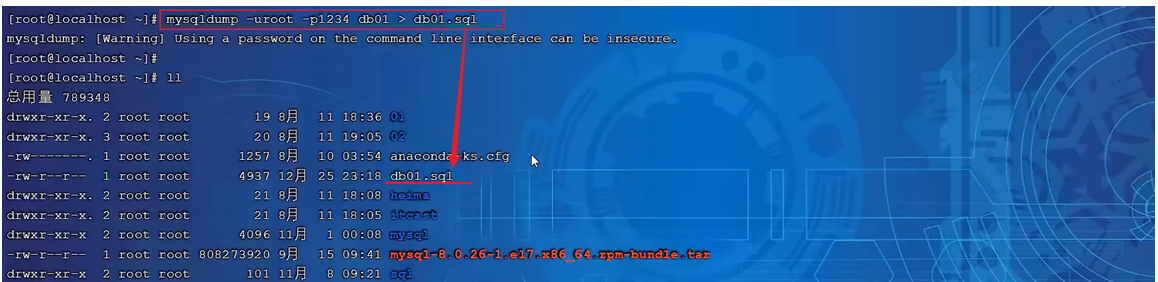 [root@localhost ~]# mysqldump -uroot -p1234 db01 > db01.sql
mysqldump: [Warning] Using a password on the command line interface can be insecure.
[root@localhost ~]#
[root@localhost ~]# ll
总用量 789348
drwxr-xr-x. 2 root root 19 8月 11 18:36 01
drwxr-xr-x. 3 root root 20 8月 11 19:05 02
-rw-------. 1 root root 1257 8月 10 03:54 anaconda-ks.cfg
-rw-r--r-- 1 root root 4937 12月 25 23:18 db01.sql
drwxr-xr-x. 2 root root 21 8月 11 18:08 heima
drwxr-xr-x. 2 root root 21 8月 11 18:05 itcast
drwxr-xr-x 2 root root 4096 11月 1 00:08 mysql
-rw-r--r-- 1 root root 808273920 9月 15 09:41 mysql-8.0.26-1.el7.x86_64.rpm-bundle.tar
drwxr-xr-x 2 root root 101 11月 8 09:21 sql